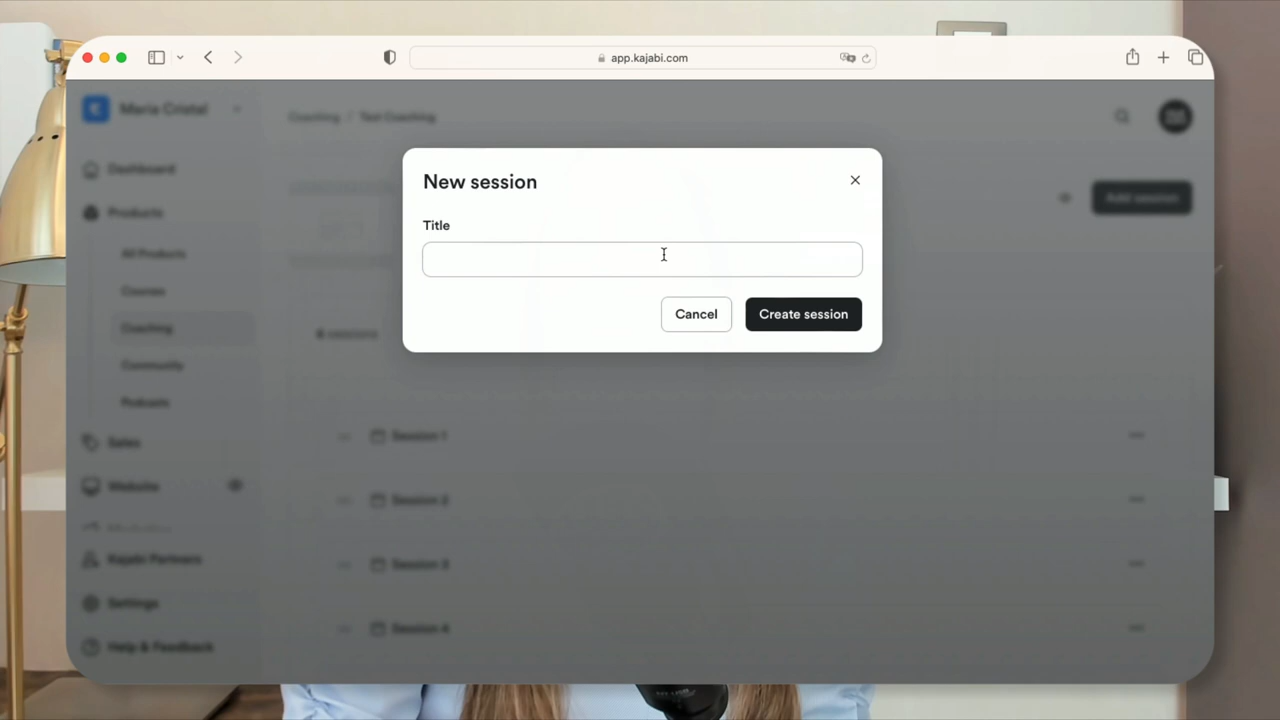 app.kajabi.com
Maria Cristal
Coaching / Test Coaching
New session
Title
Cancel
Create session
Add session
Dashboard
Products
All Products
Courses
Coaching
Community
Podcasts
Sales
Website
Kajabi Partners
Settings
Help & Feedback
sessions
Session 1
Session 2
Session 3
Session 4